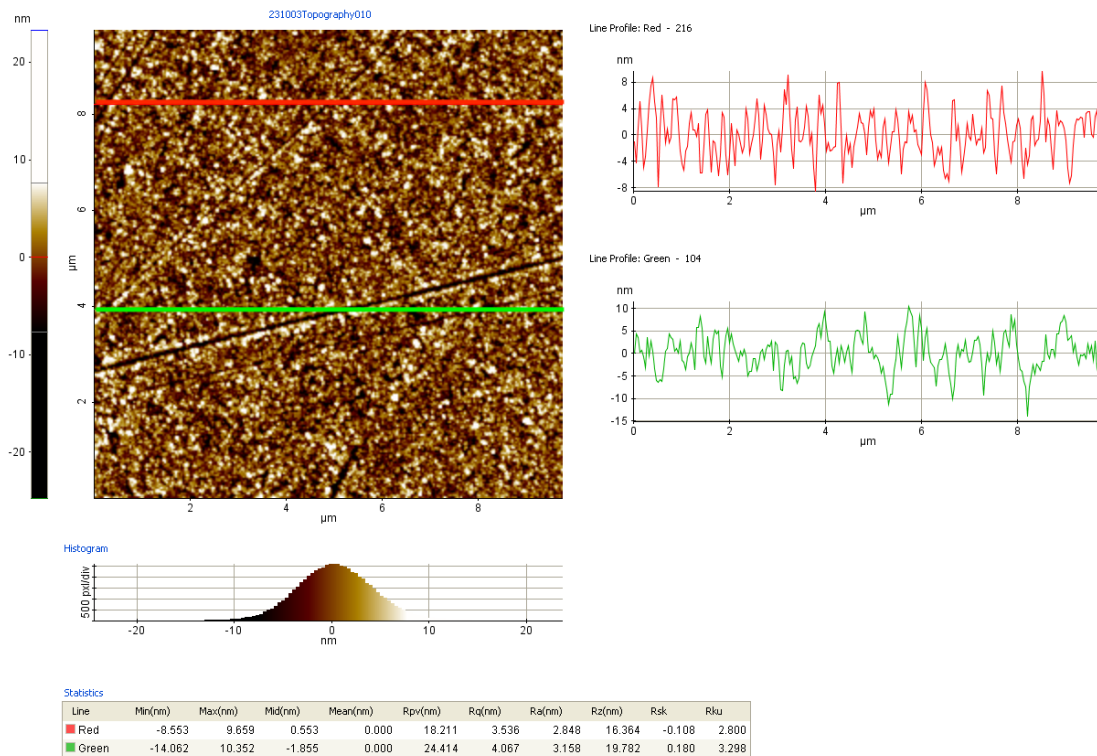 nm
231003Topography010
20
10
0
-10
-20
8
6
4
2
µm
2
4
6
8
µm
Line Profile: Red - 216
nm
8
4
0
-4
-8
0
2
4
6
8
µm
Line Profile: Green - 104
nm
10
5
0
-5
-10
-15
0
2
4
6
8
µm
Histogram
500 pxl/div
-20
-10
0
10
20
nm
Statistics
Line Min(nm) Max(nm) Mid(nm) Mean(nm) Rpv(nm) Rq(nm) Ra(nm) Rz(nm) Rsk Rku
Red -8.553 9.659 0.553 0.000 18.211 3.536 2.848 16.364 -0.108 2.800
Green -14.062 10.352 -1.855 0.000 24.414 4.067 3.158 19.782 0.180 3.298